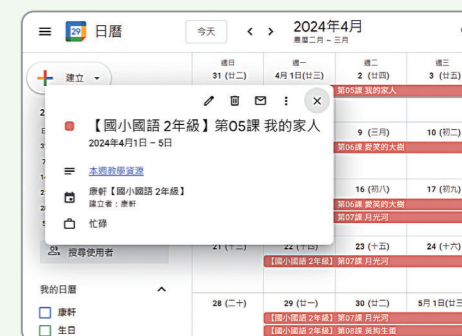 29 日曆
今天
2024年4月
農曆二月 – 三月
建立
週日
週一
週二
週三
31 (廿二)
4月 1日(廿三)
2 (廿四)
3 (廿五)
第05課 我的家人
【國小國語 2年級】第05課 我的家人
2024年4月1日 – 5日
本週教學資源
康軒【國小國語 2年級】
建立者：康軒
忙碌
9 (三月)
10 (初二)
第06課 愛笑的大樹
16 (初八)
17 (初九)
第06課 愛笑的大樹
第07課 月光河
搜尋使用者
21 (十三)
22 (十四)
23 (十五)
24 (十六)
【國小國語 2年級】第07課 月光河
我的日曆
28 (二十)
29 (廿一)
30 (廿二)
5月 1日(廿三
康軒
【國小國語 2年級】第07課 月光河
生日
【國小國語 2年級】第08課 黃狗生蛋